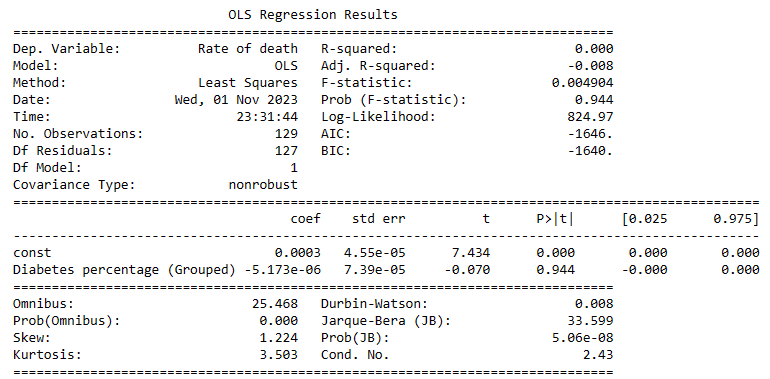 OLS Regression Results
==============================================================================
Dep. Variable:          Rate of death   R-squared:                       0.000
Model:                            OLS   Adj. R-squared:                 -0.008
Method:                 Least Squares   F-statistic:                  0.004904
Date:                Wed, 01 Nov 2023   Prob (F-statistic):              0.944
Time:                        23:31:44   Log-Likelihood:                 824.97
No. Observations:                 129   AIC:                            -1646.
Df Residuals:                     127   BIC:                            -1640.
Df Model:                           1
Covariance Type:            nonrobust
=================================================================================================
                                    coef    std err          t      P>|t|      [0.025      0.975]
-------------------------------------------------------------------------------------------------
const                             0.0003   4.55e-05      7.434      0.000       0.000       0.000
Diabetes percentage (Grouped) -5.173e-06   7.39e-05     -0.070      0.944      -0.000       0.000
==============================================================================
Omnibus:                       25.468   Durbin-Watson:                   0.008
Prob(Omnibus):                  0.000   Jarque-Bera (JB):               33.599
Skew:                           1.224   Prob(JB):                     5.06e-08
Kurtosis:                       3.503   Cond. No.                         2.43
==============================================================================